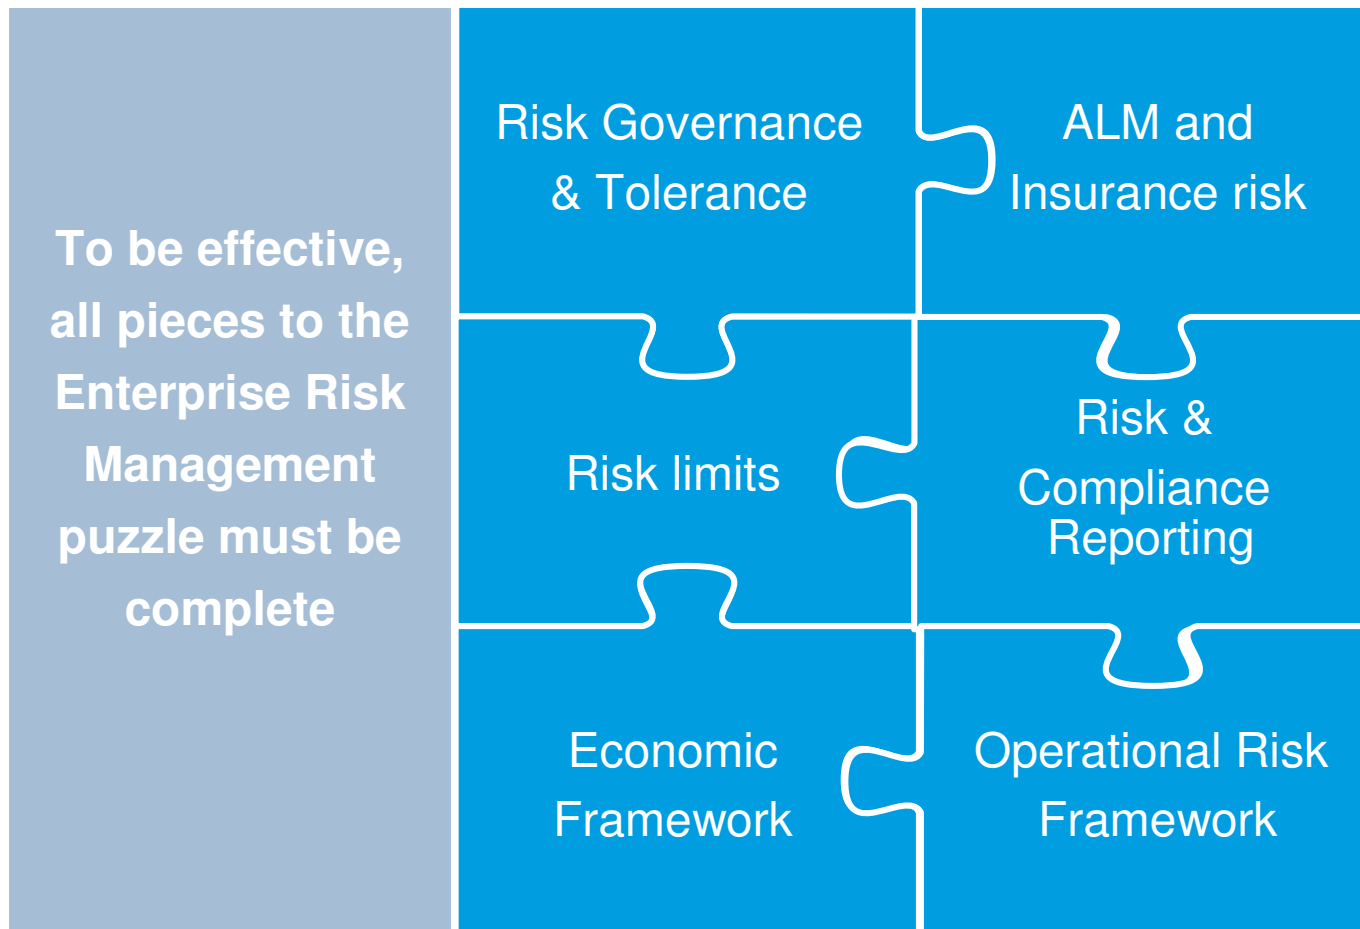 To be effective,
all pieces to the
Enterprise Risk
Management
puzzle must be
complete
Risk Governance
& Tolerance
ALM and
Insurance risk
Risk limits
Risk &
Compliance
Reporting
Economic
Framework
Operational Risk
Framework